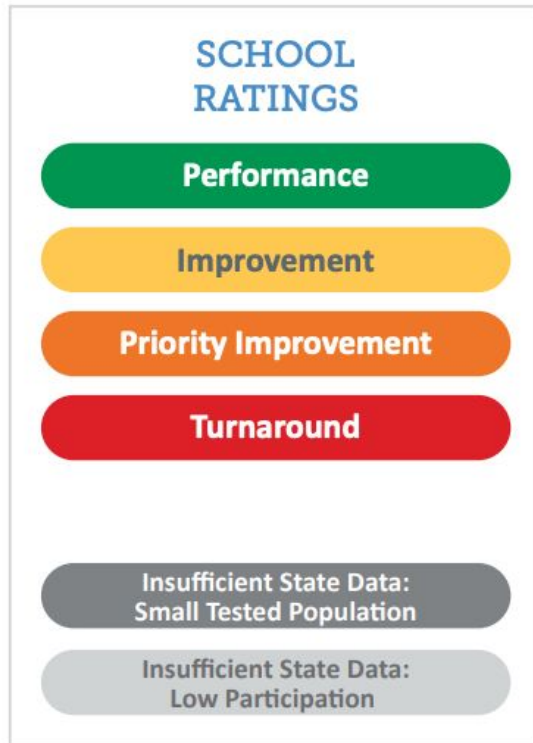 SCHOOL
RATINGS
Performance
Improvement
Priority Improvement
Turnaround
Insufficient State Data:
Small Tested Population
Insufficient State Data:
Low Participation